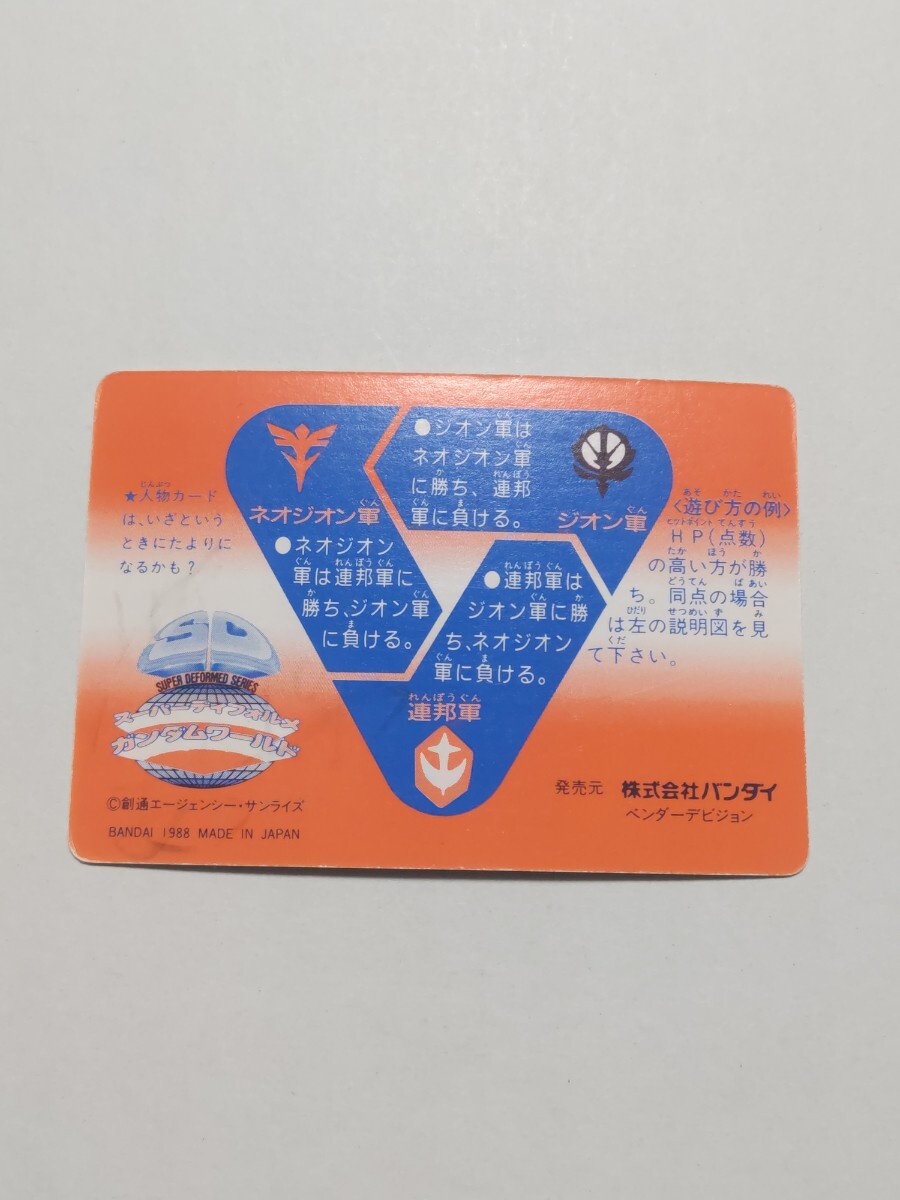 ★人物カード
は、いざという
ときにたよりに
なるかも？
ネオジオン軍
●ジオン軍は
ネオジオン軍
に勝ち、連邦
軍に負ける。
ジオン軍
●ネオジオン
軍は連邦軍に
勝ち、ジオン軍
に負ける。
●連邦軍は
ジオン軍に勝
ち、ネオジオン
軍に負ける。
連邦軍
〈遊び方の例〉
HP(点数)
の高い方が勝
ち。同点の場合
は左の説明図を見
て下さい。
SD
SUPER DEFORMED SERIES
スーパーディフォルメ
ガンダムワールド
©創通エージェンシー・サンライズ
BANDAI 1988 MADE IN JAPAN
発売元 株式会社バンダイ
ベンダーデビジョン